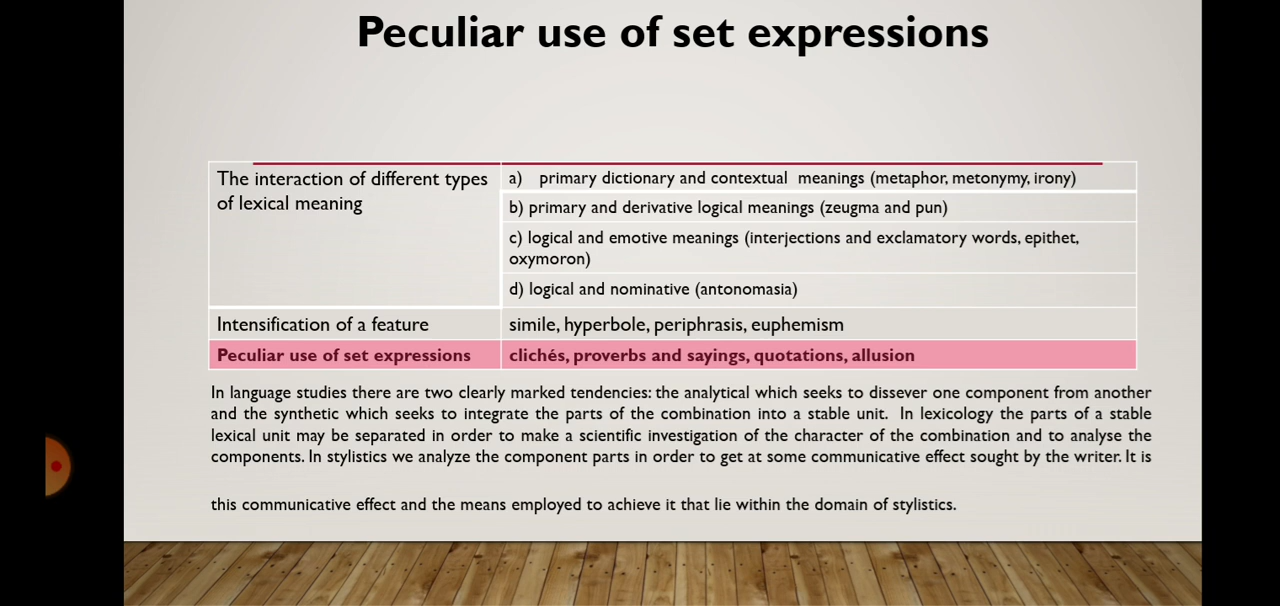 Peculiar use of set expressions
The interaction of different types
of lexical meaning
a) primary dictionary and contextual meanings (metaphor, metonymy, irony)
b) primary and derivative logical meanings (zeugma and pun)
c) logical and emotive meanings (interjections and exclamatory words, epithet,
oxymoron)
d) logical and nominative (antonomasia)
Intensification of a feature
simile, hyperbole, periphrasis, euphemism
Peculiar use of set expressions
clichés, proverbs and sayings, quotations, allusion
In language studies there are two clearly marked tendencies: the analytical which seeks to dissever one component from another
and the synthetic which seeks to integrate the parts of the combination into a stable unit. In lexicology the parts of a stable
lexical unit may be separated in order to make a scientific investigation of the character of the combination and to analyse the
components. In stylistics we analyze the component parts in order to get at some communicative effect sought by the writer. It is
this communicative effect and the means employed to achieve it that lie within the domain of stylistics.